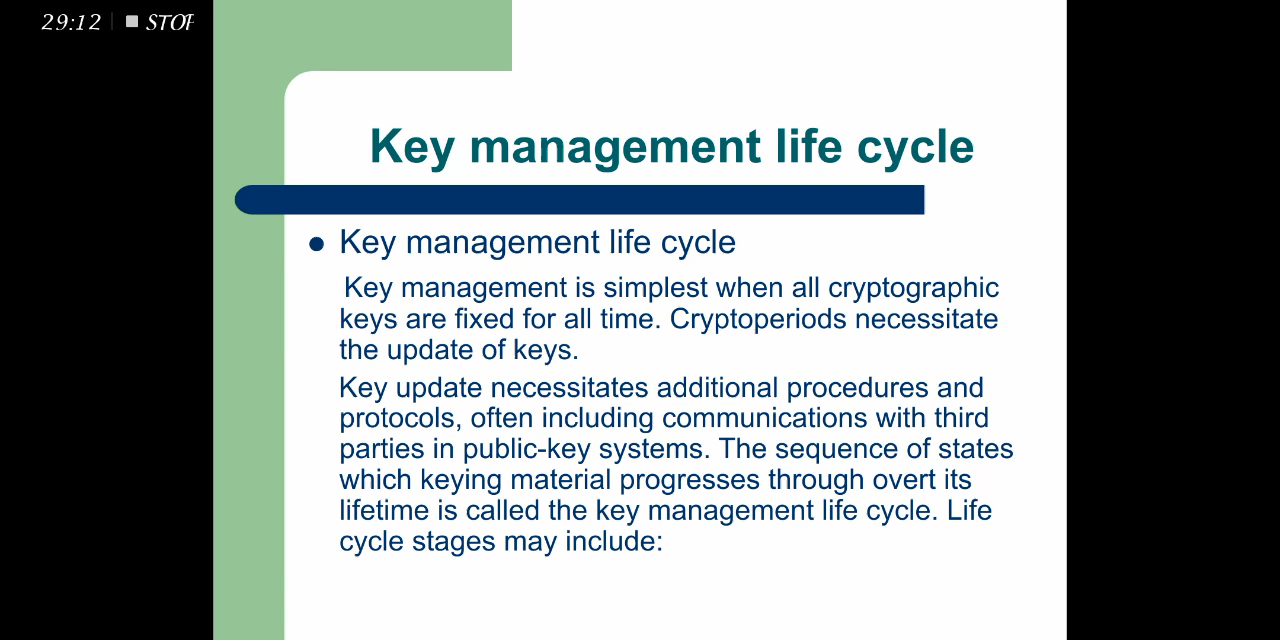 29:12 STOP
Key management life cycle
● Key management life cycle
Key management is simplest when all cryptographic
keys are fixed for all time. Cryptoperiods necessitate
the update of keys.
Key update necessitates additional procedures and
protocols, often including communications with third
parties in public-key systems. The sequence of states
which keying material progresses through overt its
lifetime is called the key management life cycle. Life
cycle stages may include: